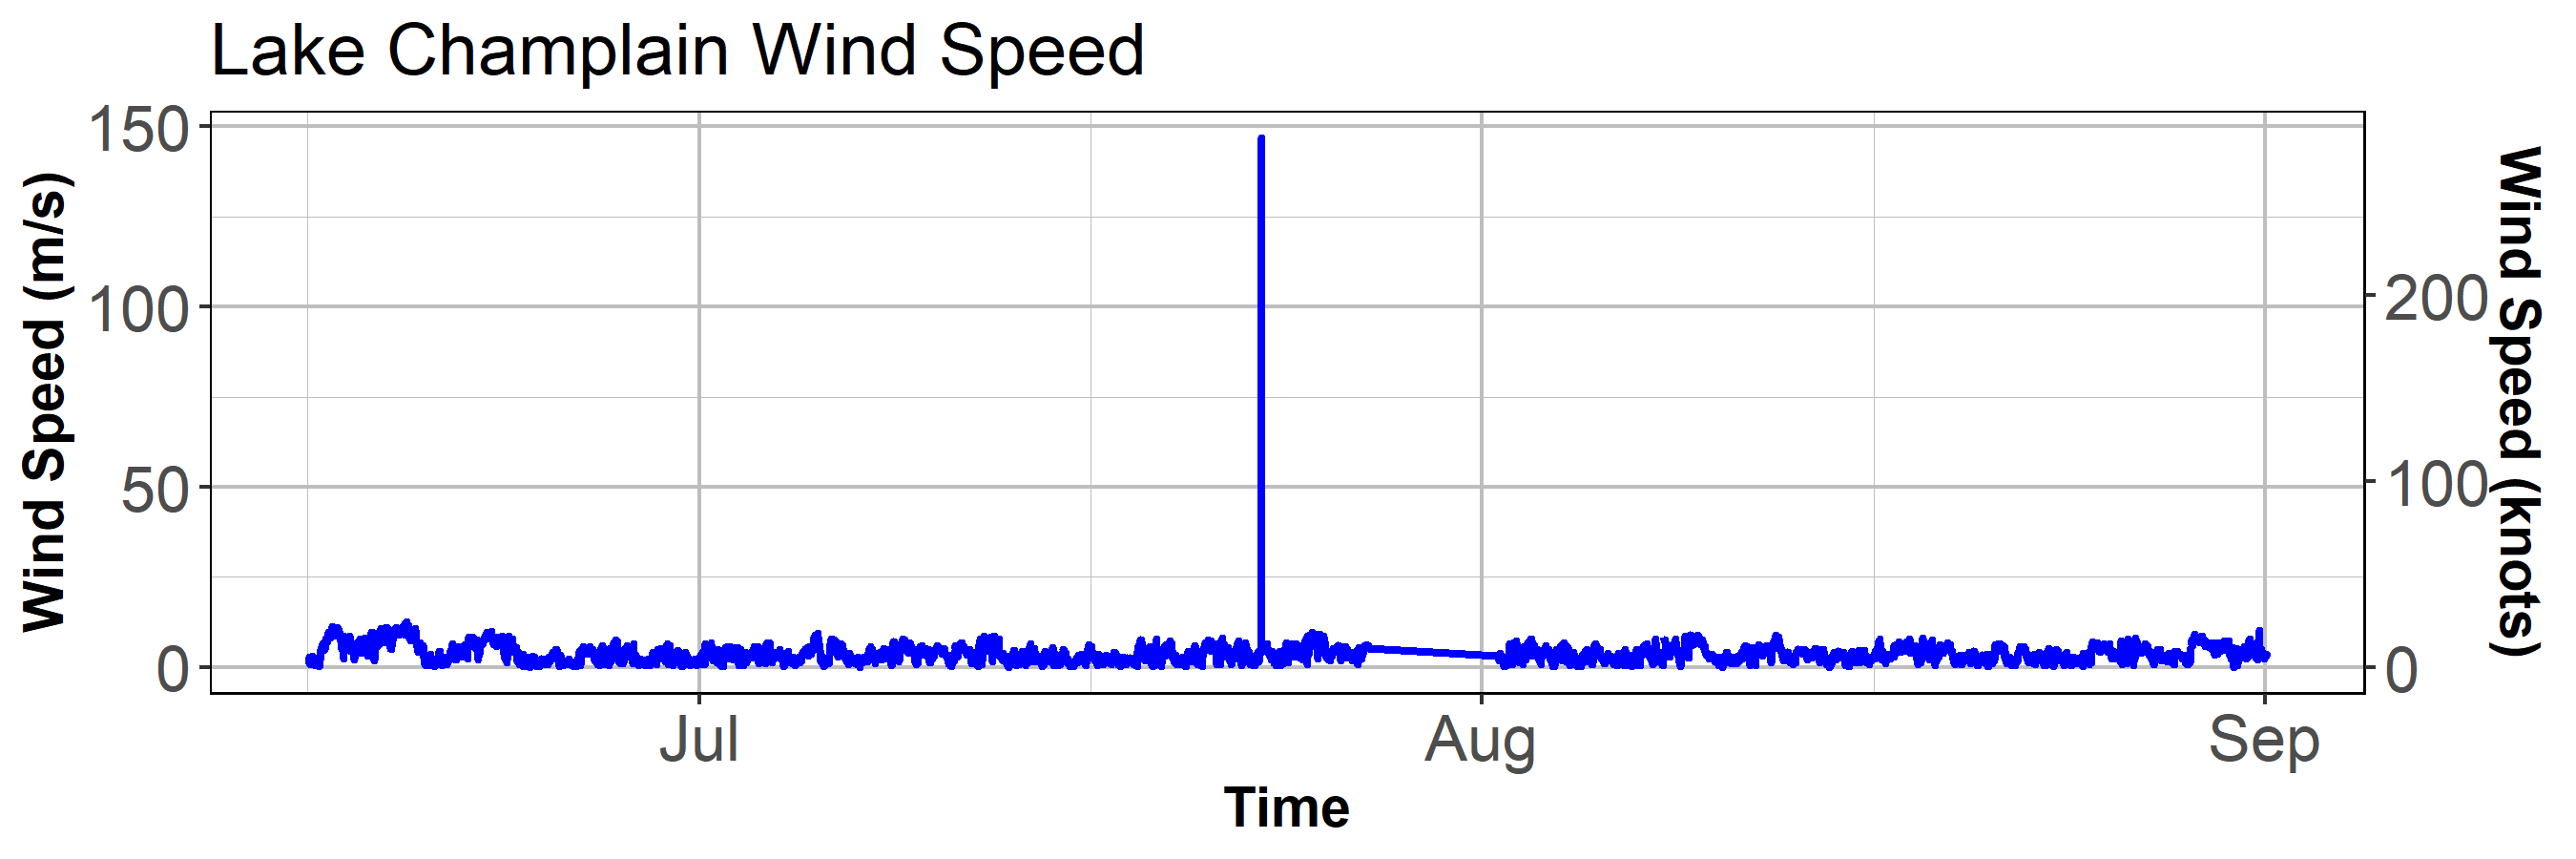 Lake Champlain Wind Speed
Wind Speed (m/s)
150
100
50
0
Wind Speed (knots)
200
100
0
Jul
Aug
Sep
Time